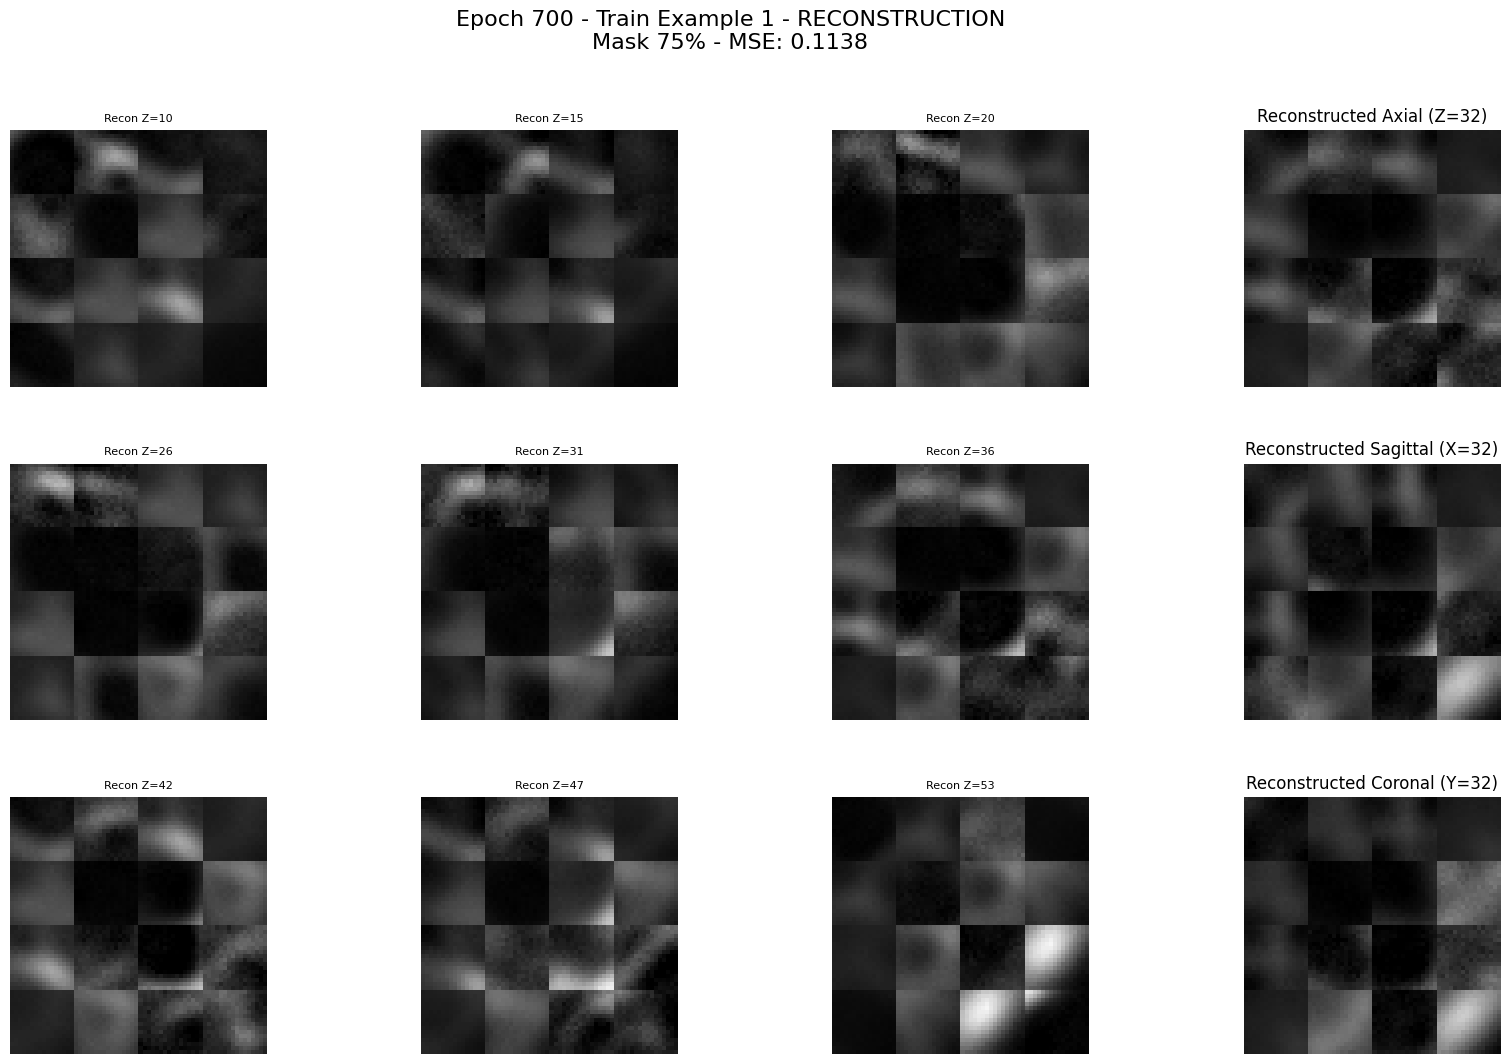 Epoch 700 - Train Example 1 - RECONSTRUCTION
Mask 75% - MSE: 0.1138
Recon Z=10
Recon Z=15
Recon Z=20
Reconstructed Axial (Z=32)
Recon Z=26
Recon Z=31
Recon Z=36
Reconstructed Sagittal (X=32)
Recon Z=42
Recon Z=47
Recon Z=53
Reconstructed Coronal (Y=32)